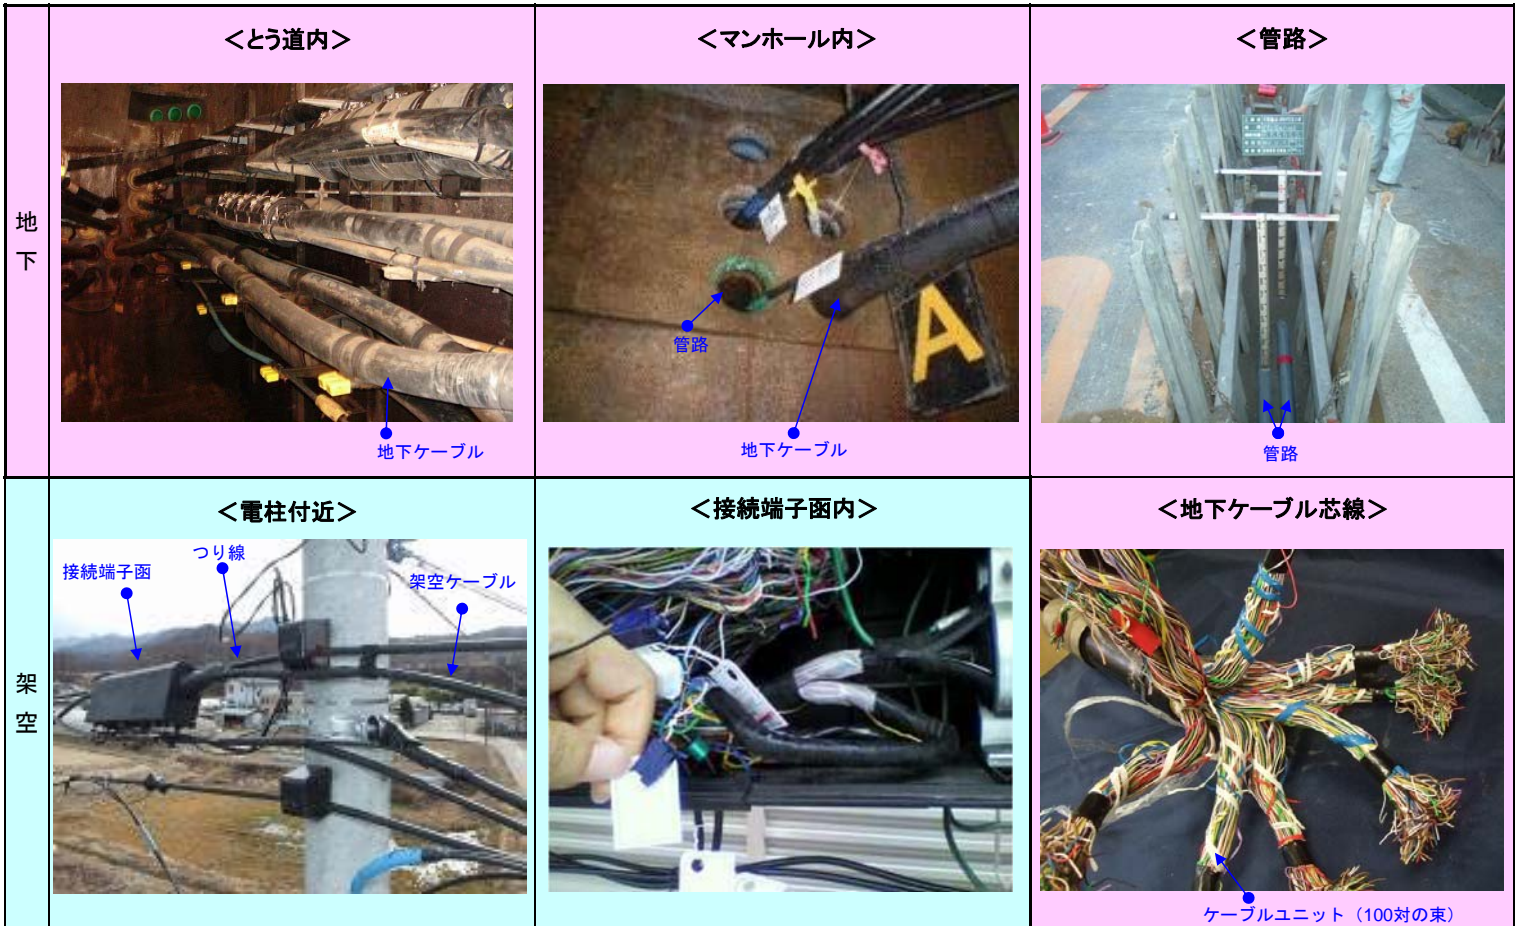 地下
＜とう道内＞
地下ケーブル
＜マンホール内＞
A
管路
地下ケーブル
＜管路＞
管路
架空
＜電柱付近＞
接続端子函
つり線
架空ケーブル
＜接続端子函内＞
＜地下ケーブル芯線＞
ケーブルユニット（100対の束）